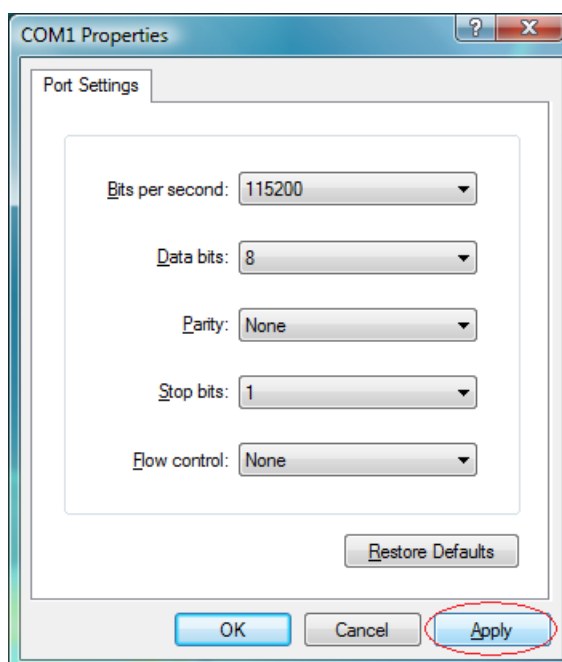 COM1 Properties
Port Settings
Bits per second: 115200
Data bits: 8
Parity: None
Stop bits: 1
Flow control: None
Restore Defaults
OK Cancel Apply